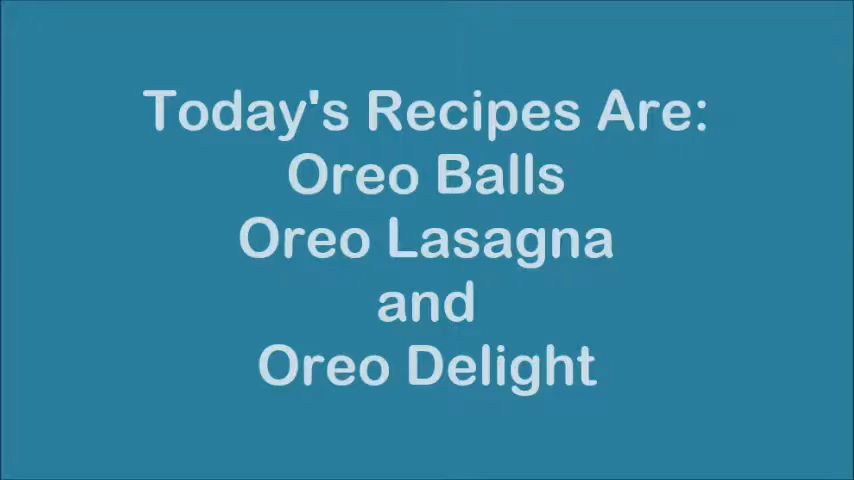 Today's Recipes Are:
Oreo Balls
Oreo Lasagna
and
Oreo Delight